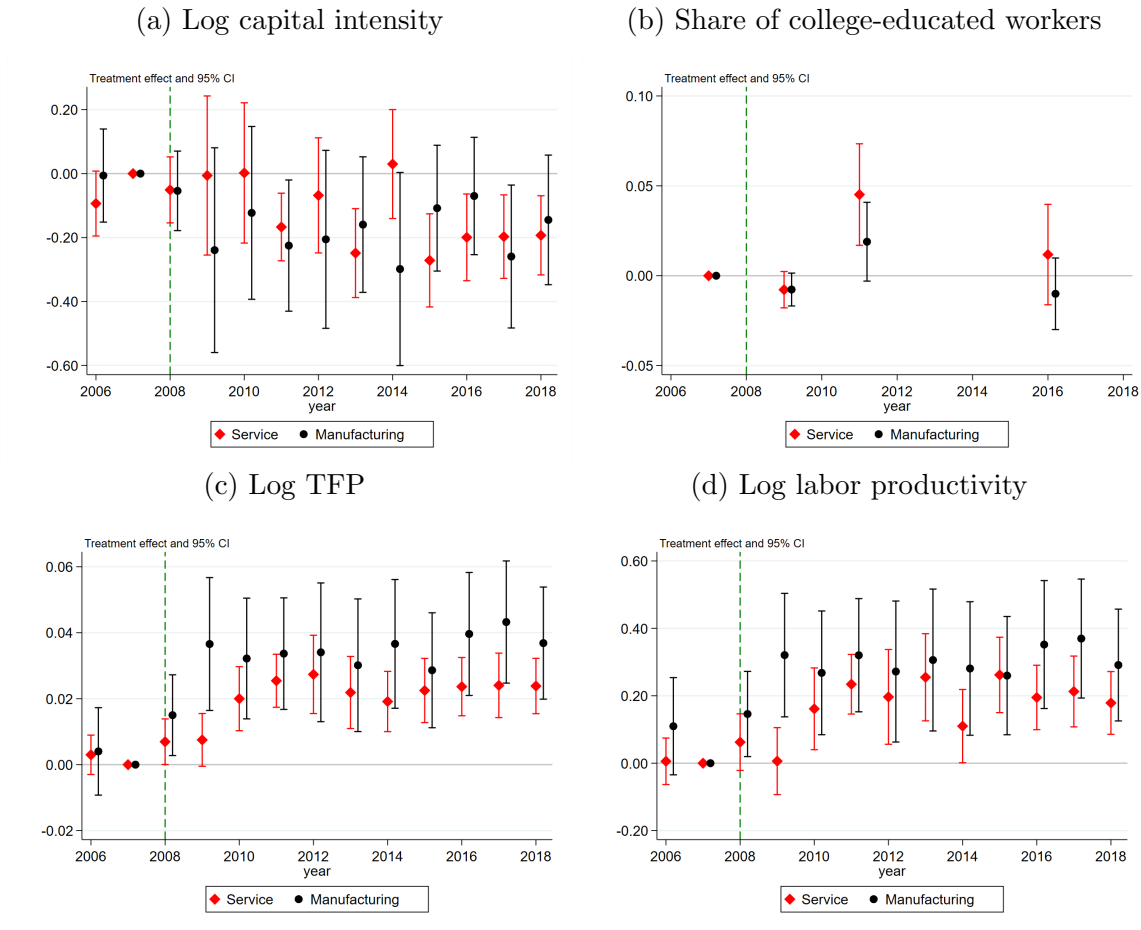 (a) Log capital intensity
Treatment effect and 95% CI
0.20
0.00
-0.20
-0.40
-0.60
2006 2008 2010 2012 2014 2016 2018
year
Service Manufacturing
(b) Share of college-educated workers
Treatment effect and 95% CI
0.10
0.05
0.00
-0.05
2006 2008 2010 2012 2014 2016 2018
year
Service Manufacturing
(c) Log TFP
Treatment effect and 95% CI
0.06
0.04
0.02
0.00
-0.02
2006 2008 2010 2012 2014 2016 2018
year
Service Manufacturing
(d) Log labor productivity
Treatment effect and 95% CI
0.60
0.40
0.20
0.00
-0.20
2006 2008 2010 2012 2014 2016 2018
year
Service Manufacturing